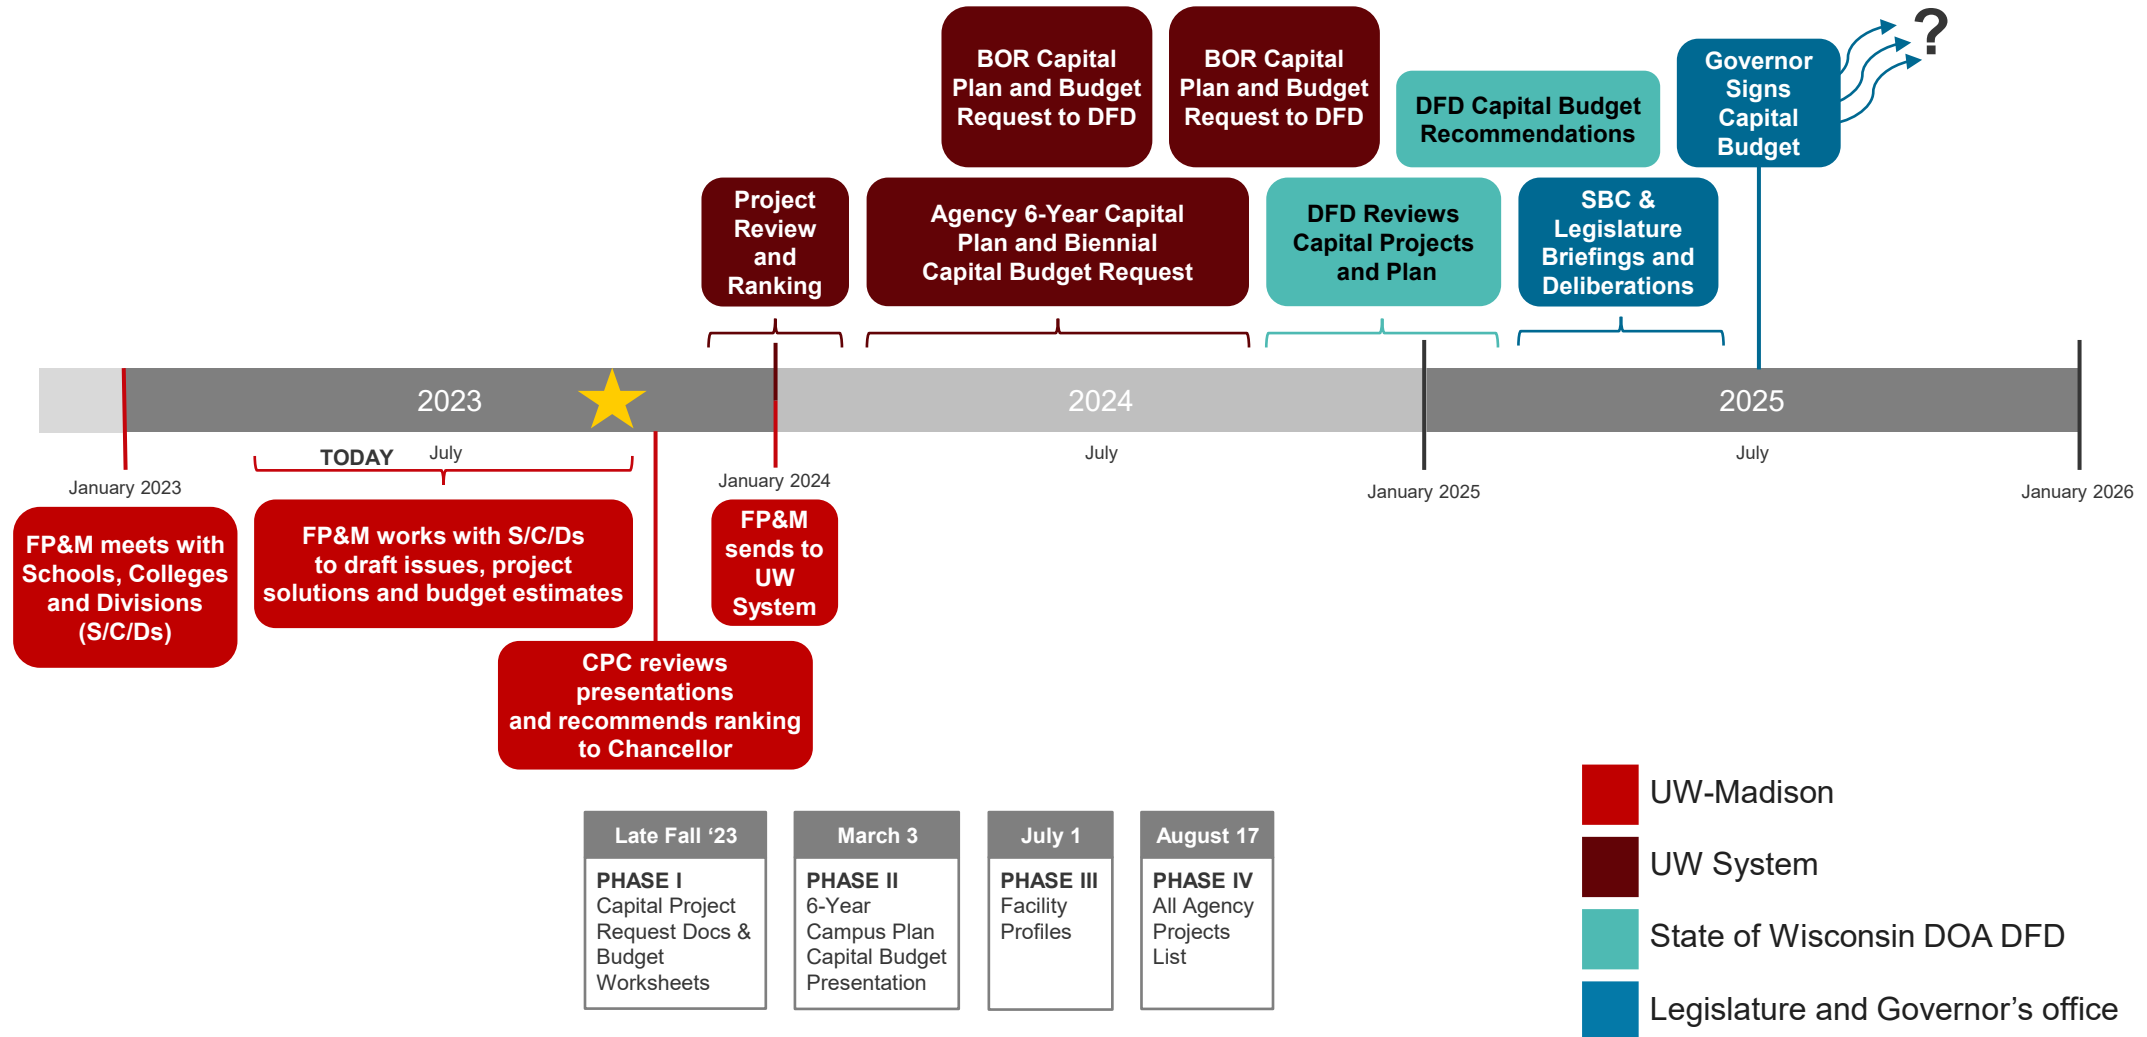 BOR Capital
Plan and Budget
Request to DFD
BOR Capital
Plan and Budget
Request to DFD
DFD Capital Budget
Recommendations
Governor
Signs
Capital
Budget
?
Project
Review
and
Ranking
Agency 6-Year Capital
Plan and Biennial
Capital Budget Request
DFD Reviews
Capital Projects
and Plan
SBC &
Legislature
Briefings and
Deliberations
2023
2024
2025
TODAY
July
July
July
January 2023
January 2024
January 2025
January 2026
FP&M meets with
Schools, Colleges
and Divisions
(S/C/Ds)
FP&M works with S/C/Ds
to draft issues, project
solutions and budget estimates
FP&M
sends to
UW
System
CPC reviews
presentations
and recommends ranking
to Chancellor
Late Fall ‘23
PHASE I
Capital Project
Request Docs &
Budget
Worksheets
March 3
PHASE II
6-Year
Campus Plan
Capital Budget
Presentation
July 1
PHASE III
Facility
Profiles
August 17
PHASE IV
All Agency
Projects
List
UW-Madison
UW System
State of Wisconsin DOA DFD
Legislature and Governor’s office